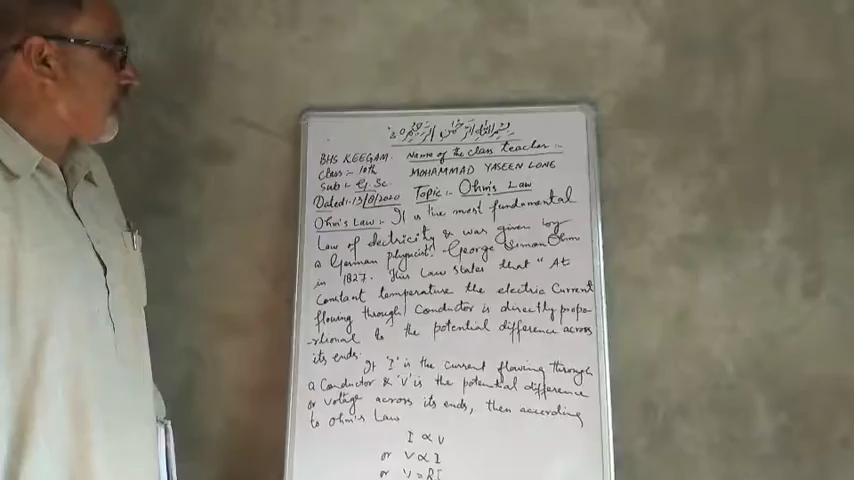 بسم الله الرحمن الرحيم
BHS KEEGAM. Name of the class teacher :-
Class :- 10th MOHAMMAD YASEEN LONE
Sub :- G. Sc. Topic :- Ohm's Law
Dated:- 13/8/2020
Ohm's Law :- It is the most fundamental
Law of electricity & was given by
a German physicist George Simon Ohm
in 1827. This Law states that "At
Constant temperature the electric Current
flowing through Conductor is directly propo-
-rtional to the potential difference across
its ends.
If 'I' is the current flowing through
a Conductor & 'V' is the potential difference
or voltage across its ends, then according
to ohm's Law
I ∝ V
or V ∝ I
or V = RI